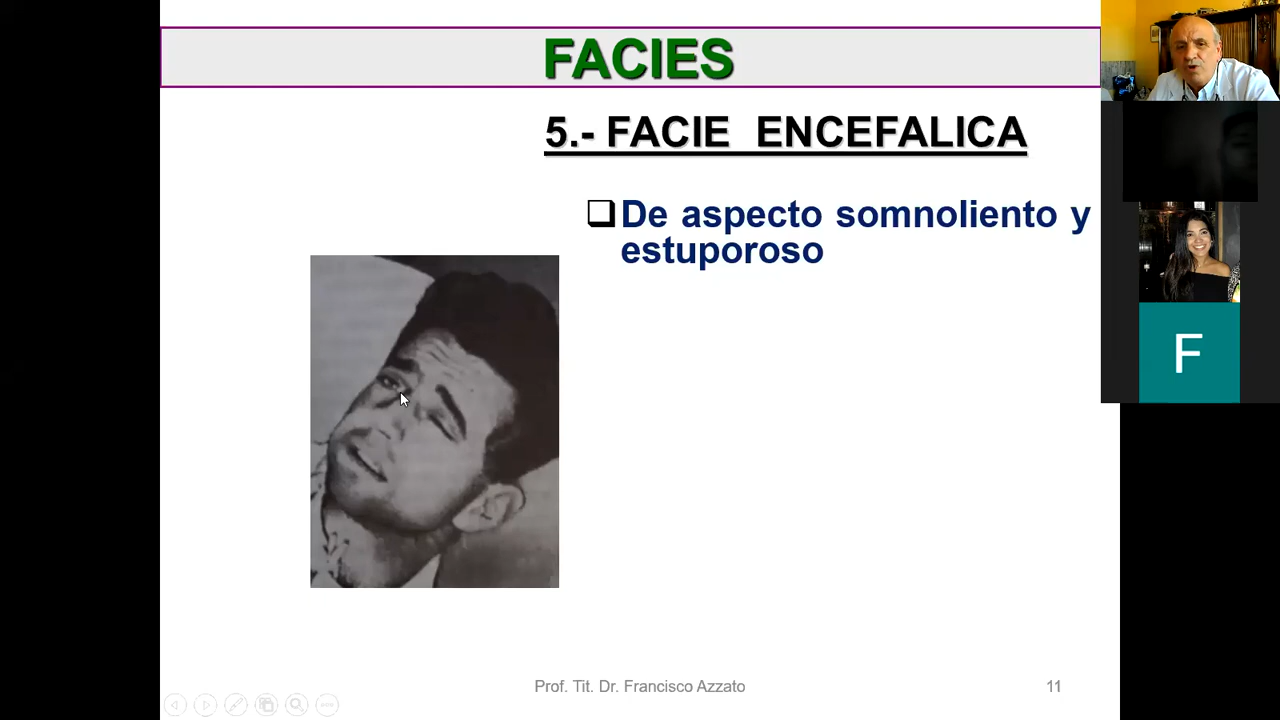 FACIES
5.- FACIE ENCEFALICA
De aspecto somnoliento y
estuporoso
F
Prof. Tit. Dr. Francisco Azzato
11